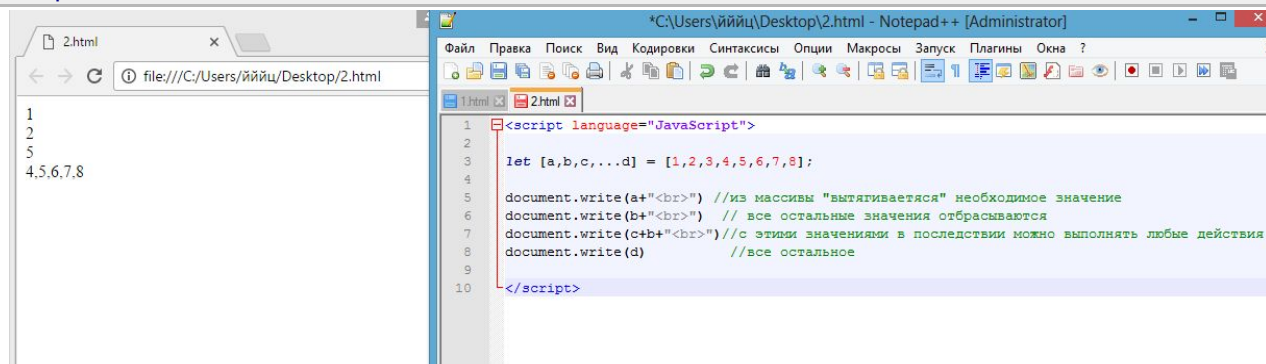 2.html
file:///C:/Users/йййц/Desktop/2.html
1
2
5
4,5,6,7,8
*C:\Users\йййц\Desktop\2.html - Notepad++ [Administrator]
Файл Правка Поиск Вид Кодировки Синтаксисы Опции Макросы Запуск Плагины Окна ?
1.html 2.html
1 <script language="JavaScript">
2
3 let [a,b,c,...d] = [1,2,3,4,5,6,7,8];
4
5 document.write(a+"<br>") //из массивы "вытягиваетяся" необходимое значение
6 document.write(b+"<br>") // все остальные значения отбрасываются
7 document.write(c+b+"<br>")//с этими значениями в последствии можно выполнять любые действия
8 document.write(d) //все остальное
9
10 </script>